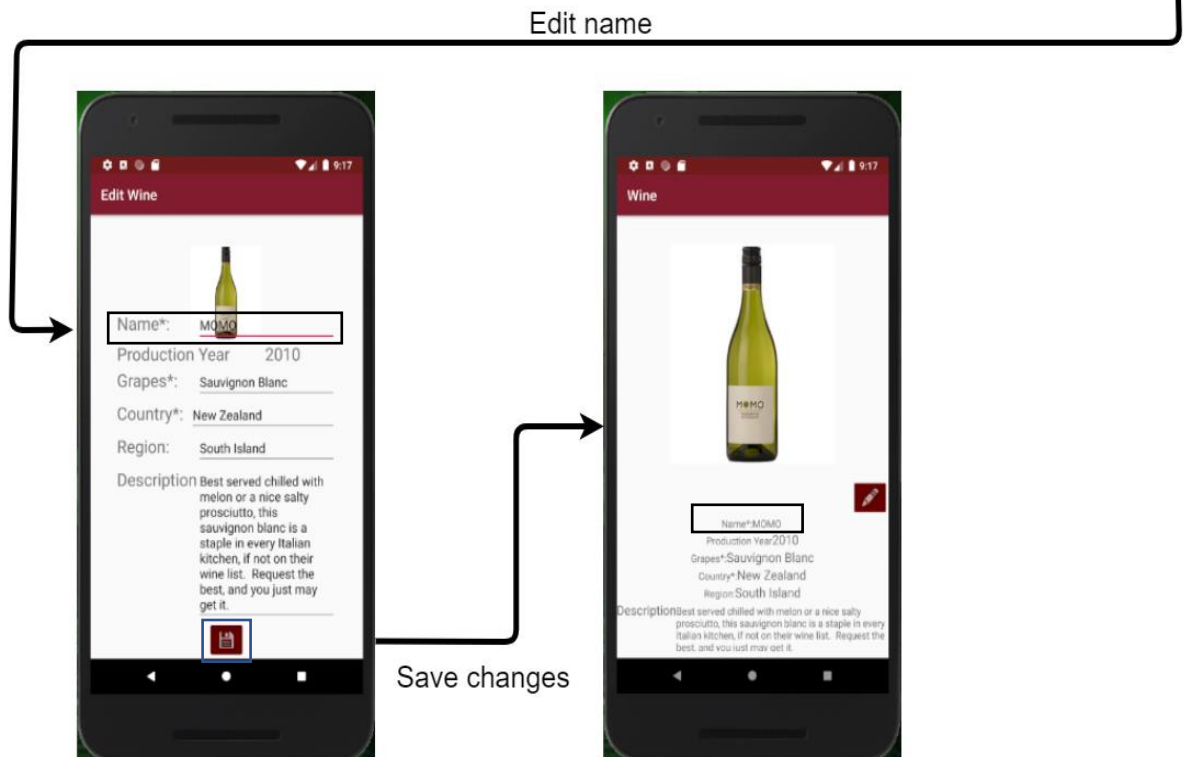 Edit name
9:17
Edit Wine
Name*: MOMO
Production Year 2010
Grapes*: Sauvignon Blanc
Country*: New Zealand
Region: South Island
Description Best served chilled with
melon or a nice salty
prosciutto, this
sauvignon blanc is a
staple in every Italian
kitchen, if not on their
wine list. Request the
best, and you just may
get it.
Save changes
9:17
Wine
MOMO
Name*:MOMO
Production Year2010
Grapes*:Sauvignon Blanc
Country*:New Zealand
Region:South Island
DescriptionBest served chilled with melon or a nice salty
prosciutto, this sauvignon blanc is a staple in every
Italian kitchen, if not on their wine list. Request the
best, and you just may get it.